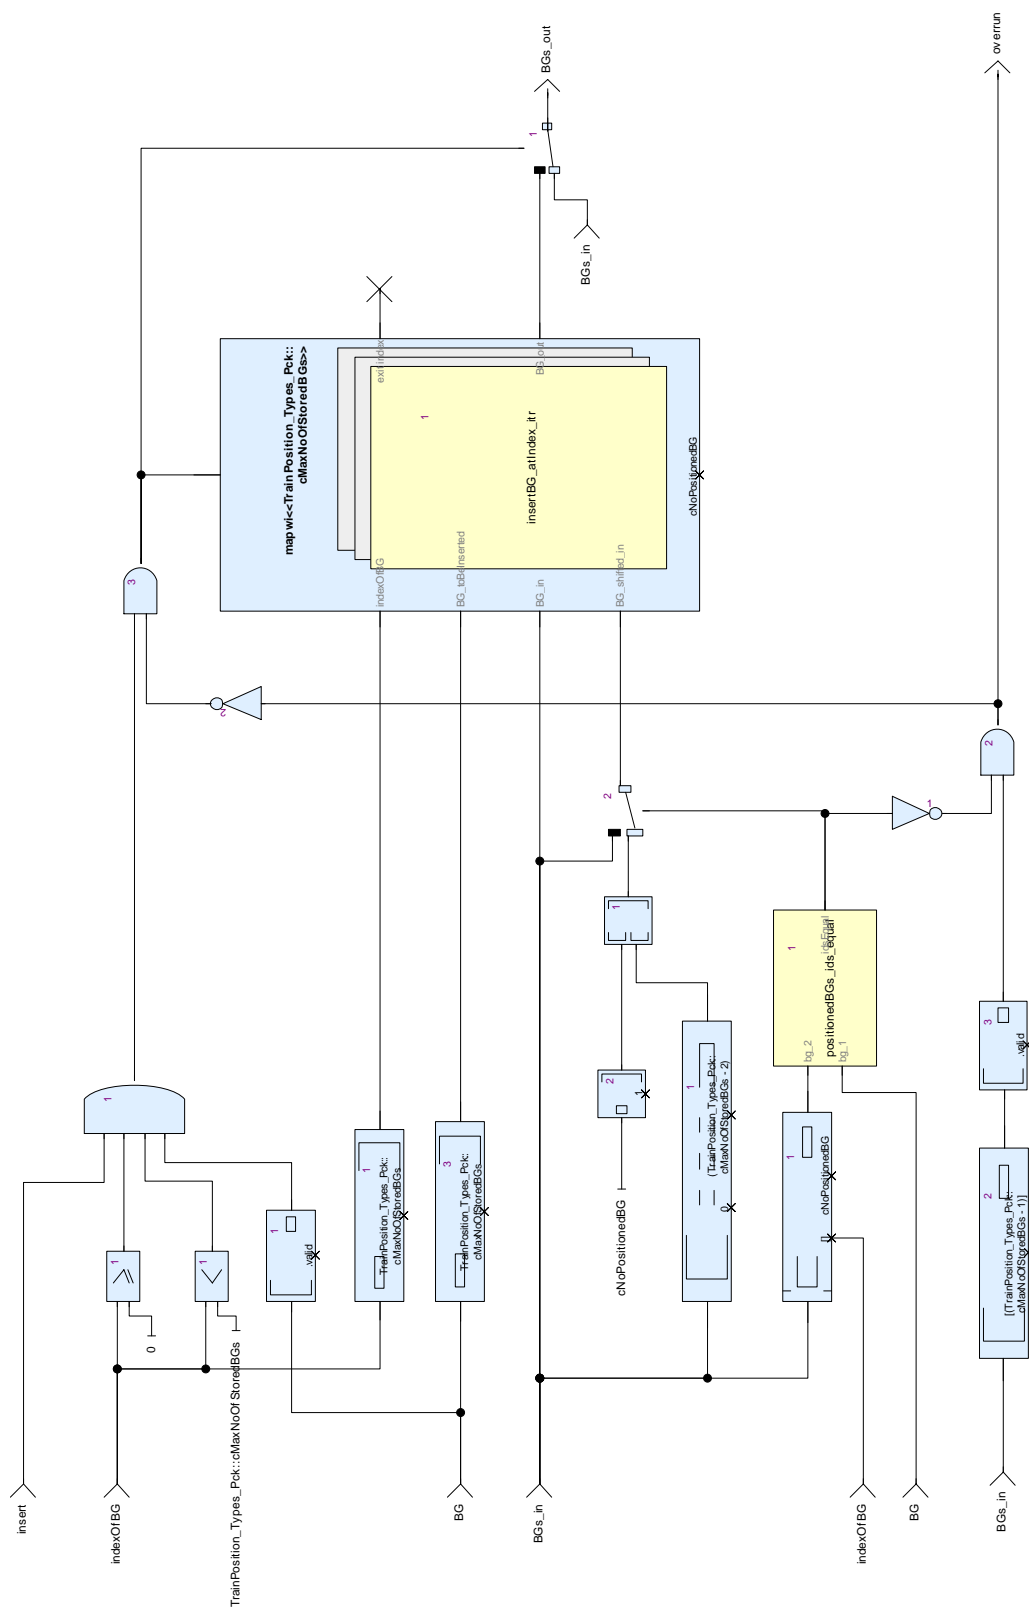 insert
indexOfBG
0
TrainPosition_Types_Pck::cMaxNoOfStoredBGs
1
1
1
1
.valid
3
2
1
TrainPosition_Types_Pck::
cMaxNoOfStoredBGs
BG
3
TrainPosition_Types_Pck::
cMaxNoOfStoredBGs
mapwi<<TrainPosition_Types_Pck::
cMaxNoOfStoredBGs>>
indexOfBG
BG_toBeInserted
BG_in
BG_shifted_in
1
insertBG_atIndex_itr
exitIndex
BG_out
cNoPositionedBG
1
BGs_out
BGs_in
BGs_in
cNoPositionedBG
2
1
1
2
1
(TrainPosition_Types_Pck::
cMaxNoOfStoredBGs - 2)
0
1
cNoPositionedBG
[]
indexOfBG
BG
1
positionedBGs_ids_equal
bg_2
bg_1
idsEqual
1
2
overrun
BGs_in
2
[(TrainPosition_Types_Pck::
cMaxNoOfStoredBGs - 1)]
3
.valid